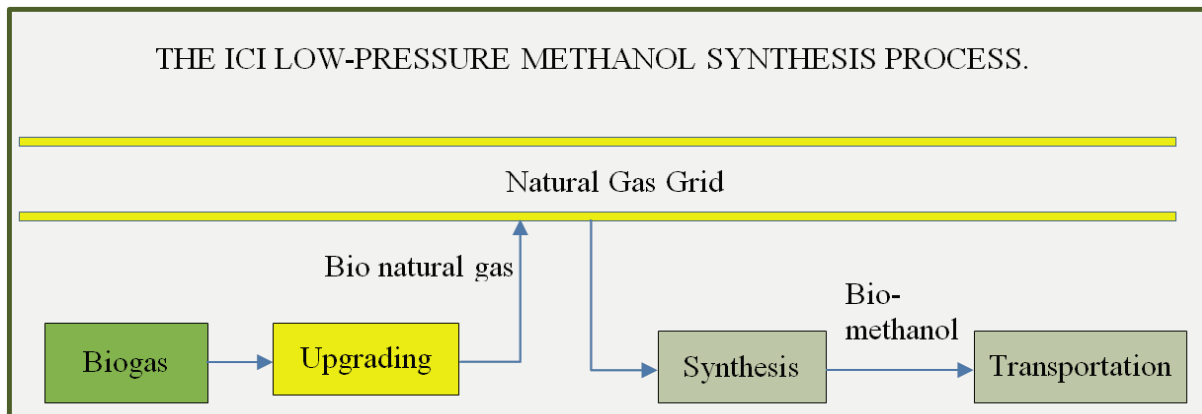 THE ICI LOW-PRESSURE METHANOL SYNTHESIS PROCESS.
Natural Gas Grid
Bio natural gas
Bio-
methanol
Biogas
Upgrading
Synthesis
Transportation